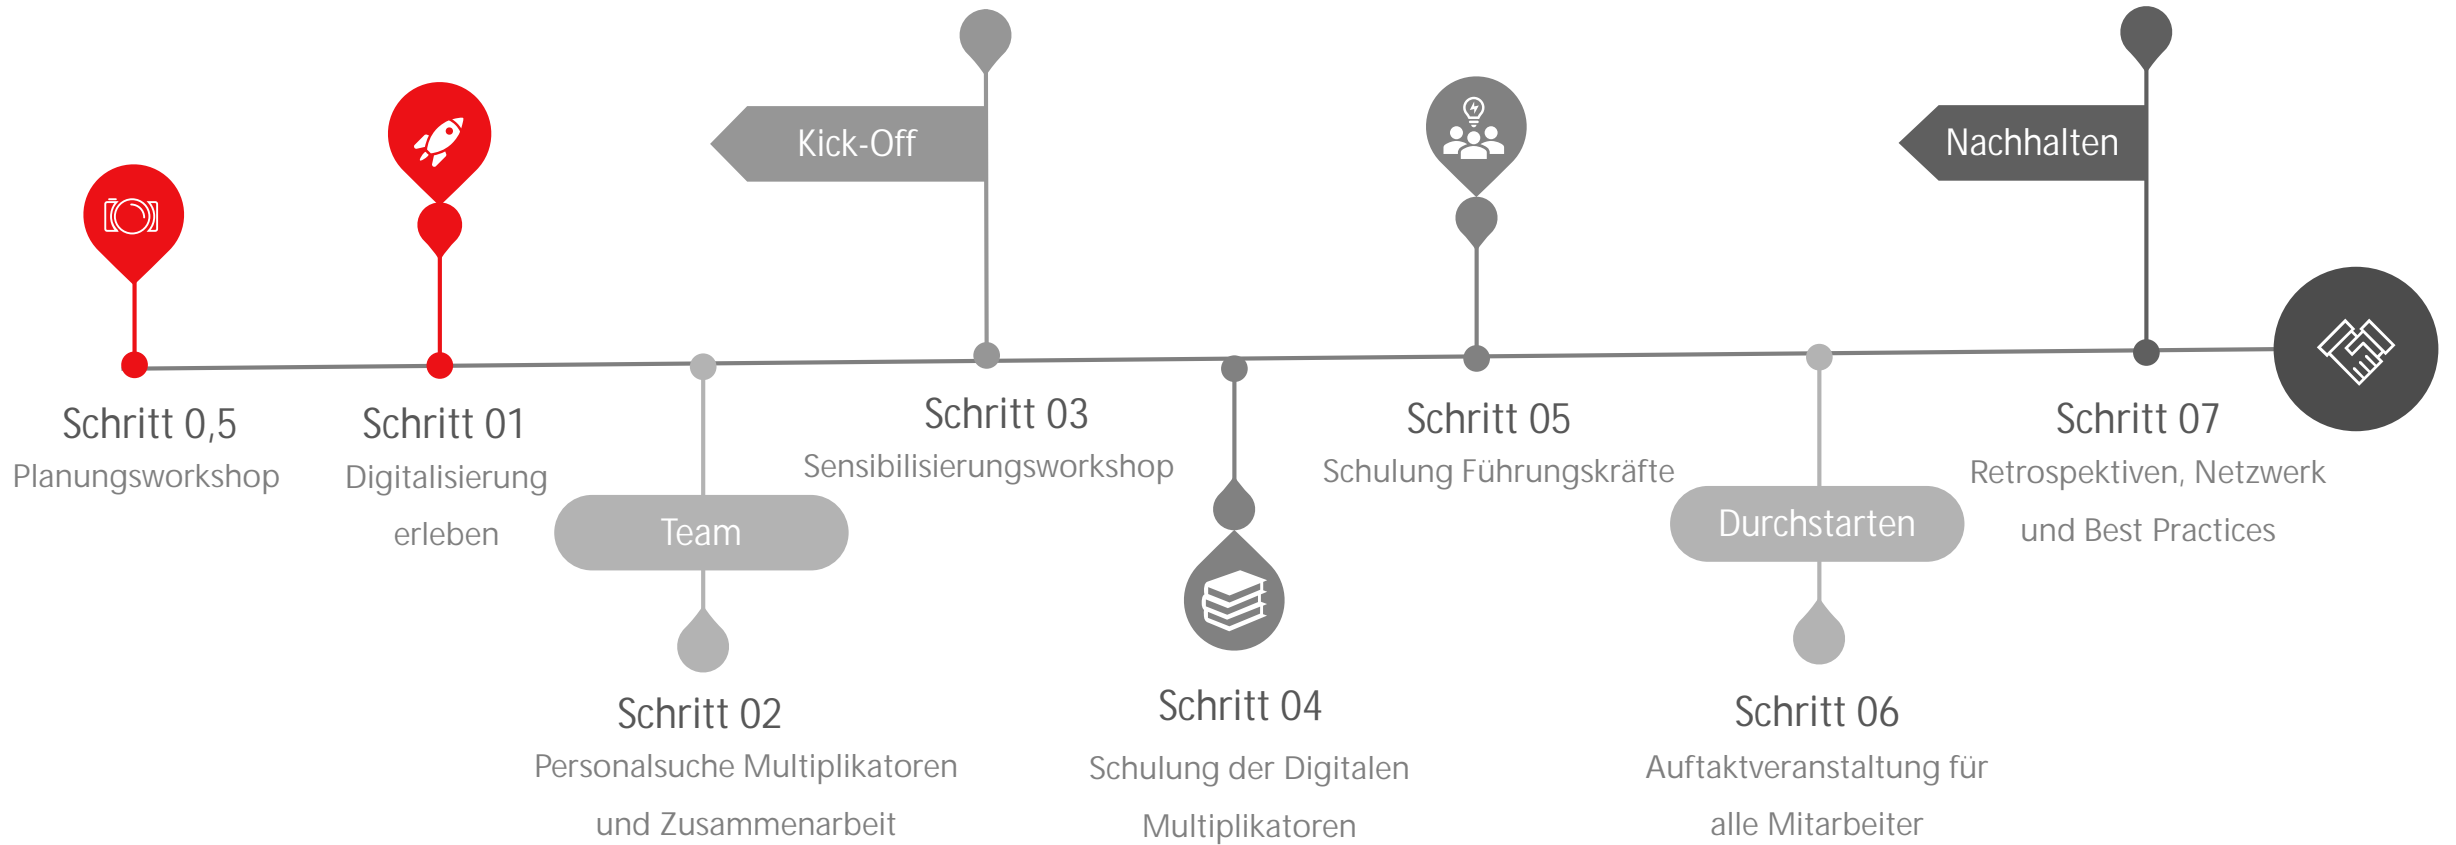 Schritt 0,5
Planungsworkshop
Schritt 01
Digitalisierung
erleben
Team
Schritt 02
Personalsuche Multiplikatoren
und Zusammenarbeit
Kick-Off
Schritt 03
Sensibilisierungsworkshop
Schritt 04
Schulung der Digitalen
Multiplikatoren
Schritt 05
Schulung Führungskräfte
Durchstarten
Schritt 06
Auftaktveranstaltung für
alle Mitarbeiter
Nachhalten
Schritt 07
Retrospektiven, Netzwerk
und Best Practices